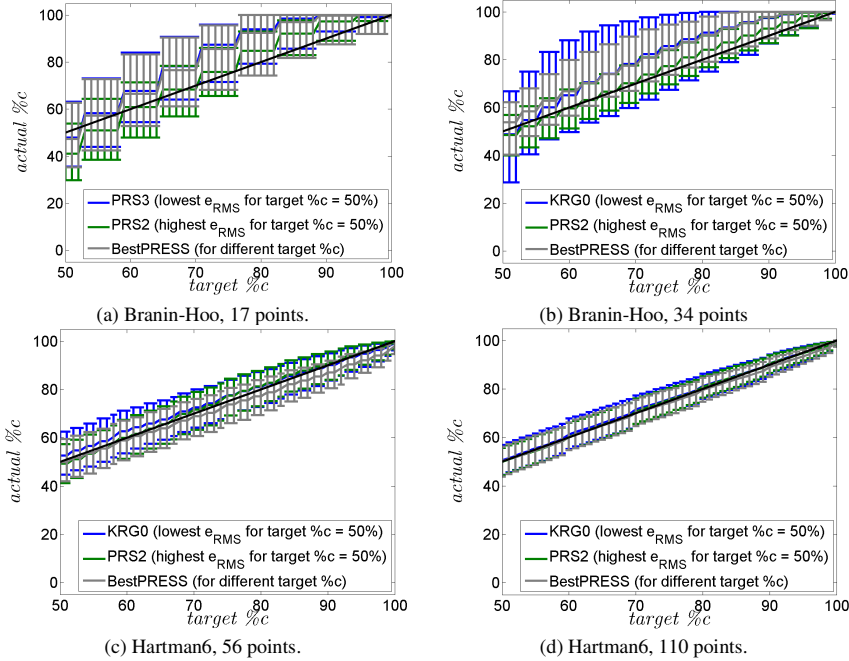 100
80
60
40
20
0
actual %c
PRS3 (lowest e_RMS for target %c = 50%)
PRS2 (highest e_RMS for target %c = 50%)
BestPRESS (for different target %c)
50 60 70 80 90 100
target %c
(a) Branin-Hoo, 17 points.
100
80
60
40
20
0
actual %c
KRG0 (lowest e_RMS for target %c = 50%)
PRS2 (highest e_RMS for target %c = 50%)
BestPRESS (for different target %c)
50 60 70 80 90 100
target %c
(b) Branin-Hoo, 34 points
100
80
60
40
20
0
actual %c
KRG0 (lowest e_RMS for target %c = 50%)
PRS2 (highest e_RMS for target %c = 50%)
BestPRESS (for different target %c)
50 60 70 80 90 100
target %c
(c) Hartman6, 56 points.
100
80
60
40
20
0
actual %c
KRG0 (lowest e_RMS for target %c = 50%)
PRS2 (highest e_RMS for target %c = 50%)
BestPRESS (for different target %c)
50 60 70 80 90 100
target %c
(d) Hartman6, 110 points.